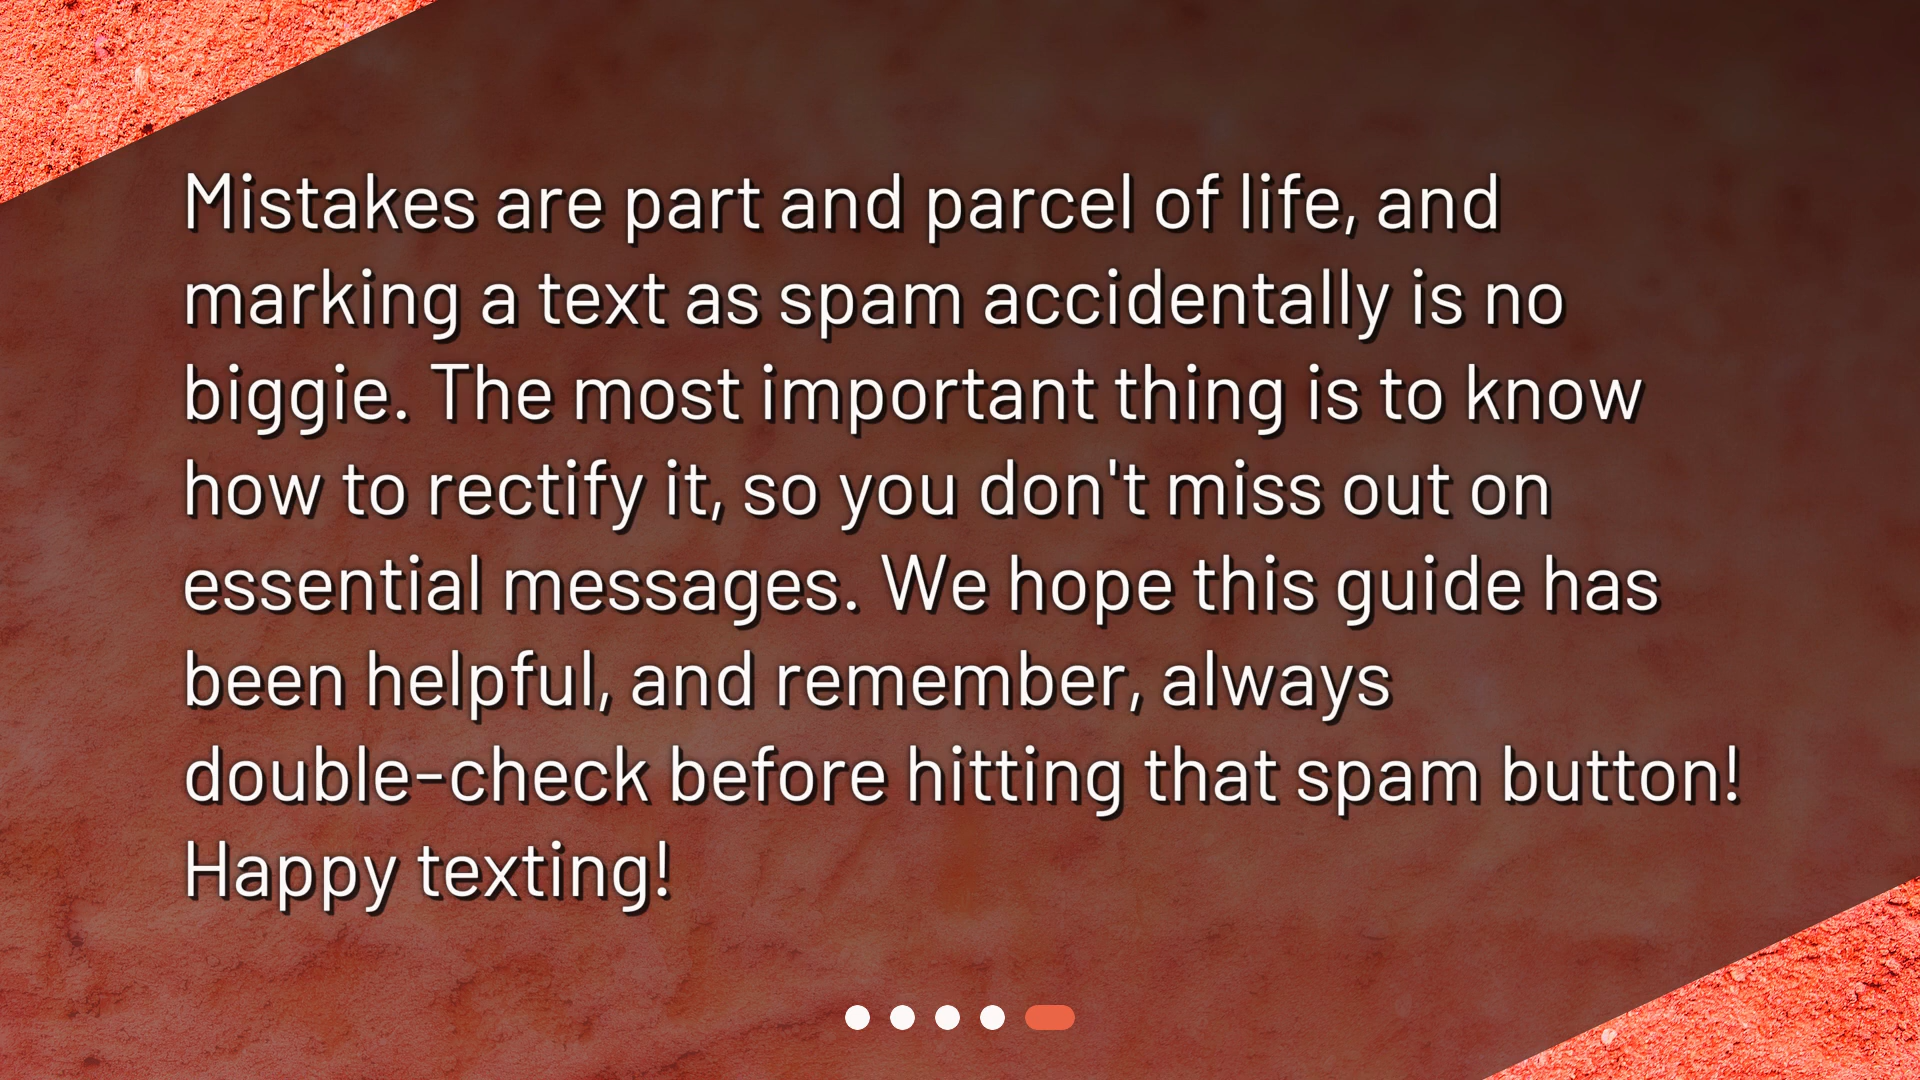 Mistakes are part and parcel of life, and
marking a text as spam accidentally is no
biggie. The most important thing is to know
how to rectify it, so you don't miss out on
essential messages. We hope this guide has
been helpful, and remember, always
double-check before hitting that spam button!
Happy texting!